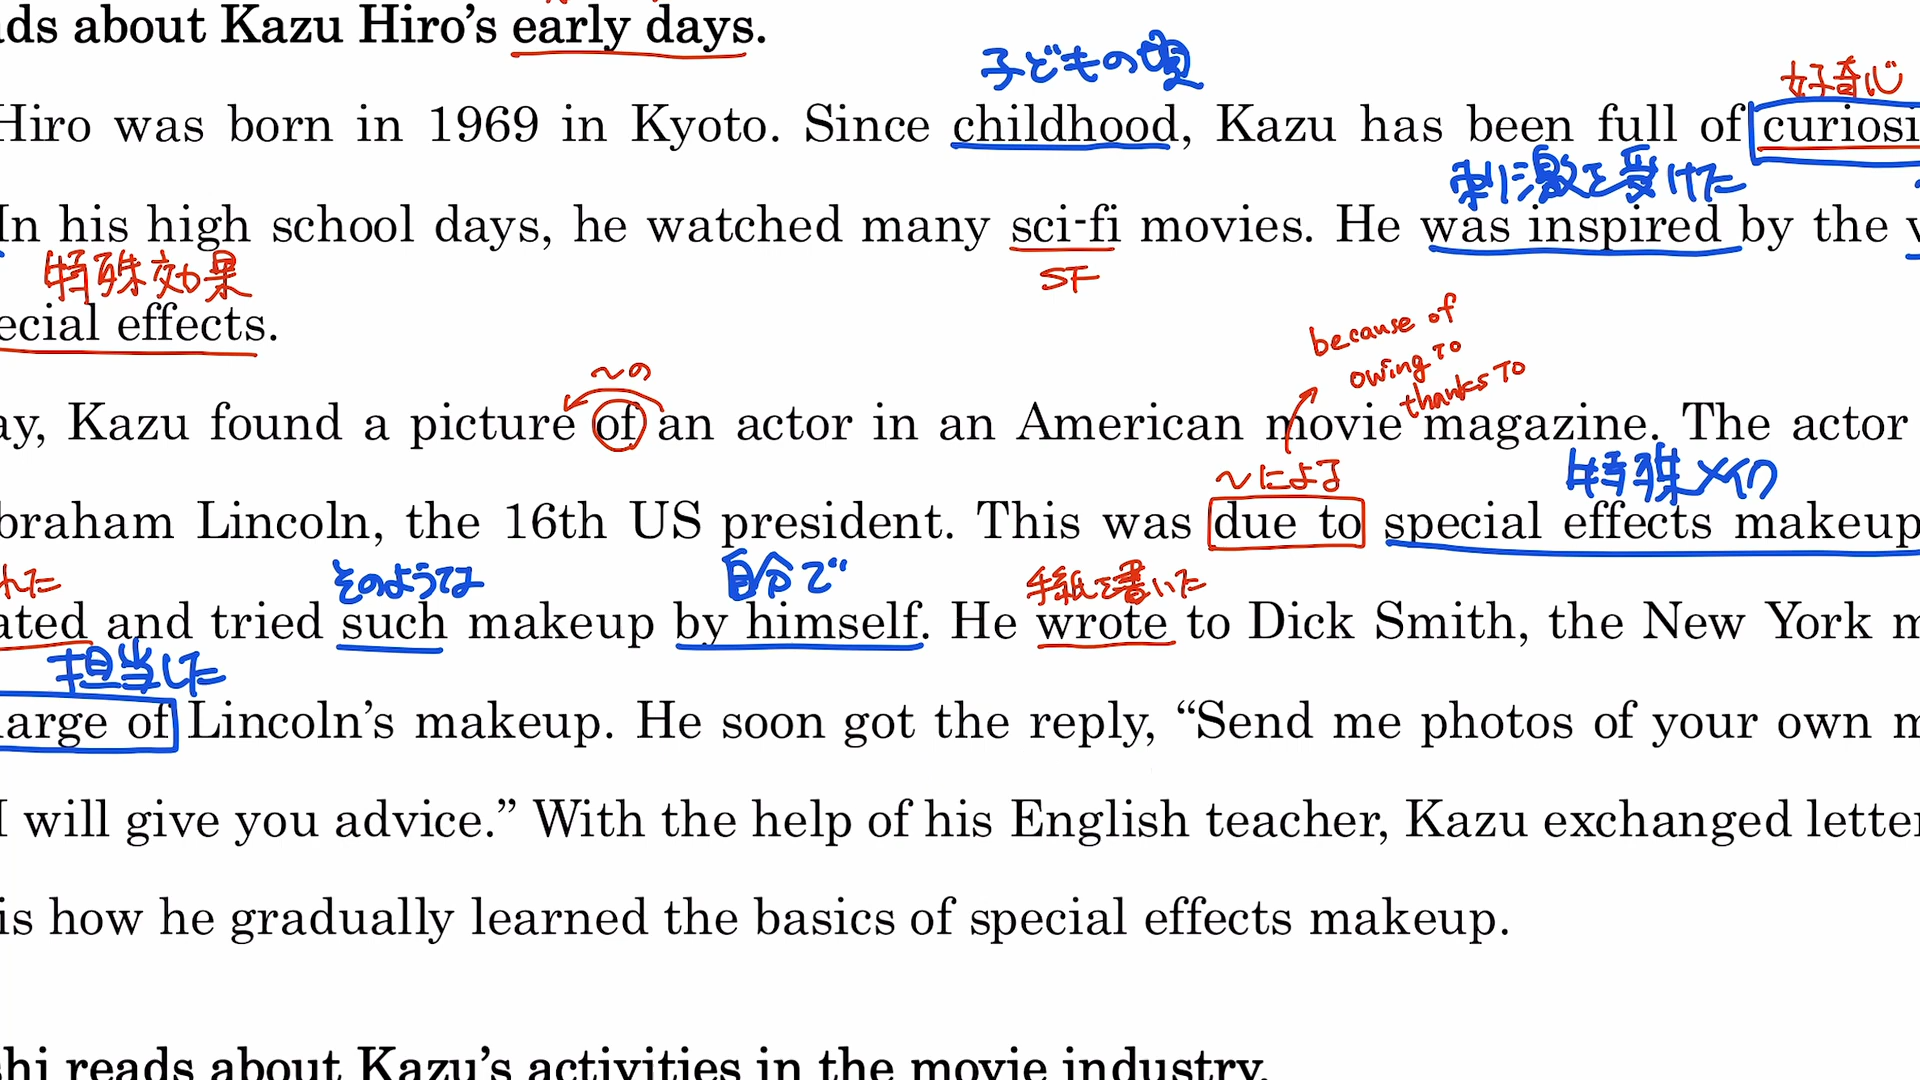 ds about Kazu Hiro's early days.
子どもの頃
好奇心
Hiro was born in 1969 in Kyoto. Since childhood, Kazu has been full of curiosi
刺激を受けた
In his high school days, he watched many sci-fi movies. He was inspired by the v
特殊効果
SF
ecial effects.
because of
owing to
thanks to
～の
ay, Kazu found a picture of an actor in an American movie magazine. The actor
～による
特殊メイク
braham Lincoln, the 16th US president. This was due to special effects makeup
れた
そのような
自分で
手紙を書いた
ated and tried such makeup by himself. He wrote to Dick Smith, the New York m
担当した
arge of Lincoln's makeup. He soon got the reply, “Send me photos of your own m
I will give you advice.” With the help of his English teacher, Kazu exchanged letter
is how he gradually learned the basics of special effects makeup.
shi reads about Kazu's activities in the movie industry.